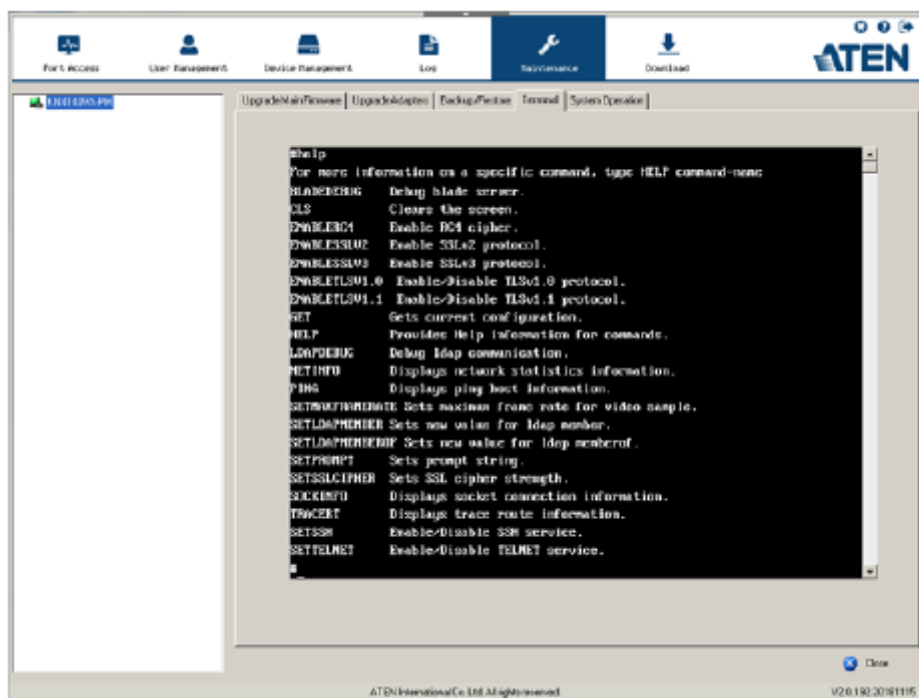 Port Access
User Management
Device Management
Log
Maintenance
Download
ATEN
UpgradeMainFirmware
UpgradeAdapters
Backup/Restore
Terminal
System Operation
#help
For more information on a specific command, type HELP command-name
BLADEDEBUG Debug blade server.
CLS Clears the screen.
ENABLERC4 Enable RC4 cipher.
ENABLESSLV2 Enable SSLv2 protocol.
ENABLESSLV3 Enable SSLv3 protocol.
ENABLETLSV1.0 Enable/Disable TLSv1.0 protocol.
ENABLETLSV1.1 Enable/Disable TLSv1.1 protocol.
GET Gets current configuration.
HELP Provides Help information for commands.
LDAPDEBUG Debug ldap communication.
NETINFO Displays network statistics information.
PING Displays ping host information.
SETMAXFRAMERATE Sets maximum frame rate for video sample.
SETLDAPMEMBER Sets new value for ldap member.
SETLDAPMEMBEROF Sets new value for ldap memberof.
SETPROMPT Sets prompt string.
SETSSLCIPHER Sets SSL cipher strength.
SOCKINFO Displays socket connection information.
TRACERT Displays trace route information.
SETSSH Enable/Disable SSH service.
SETTELNET Enable/Disable TELNET service.
#
Close
ATEN International Co. Ltd. All rights reserved.
V2.0.192.20181115